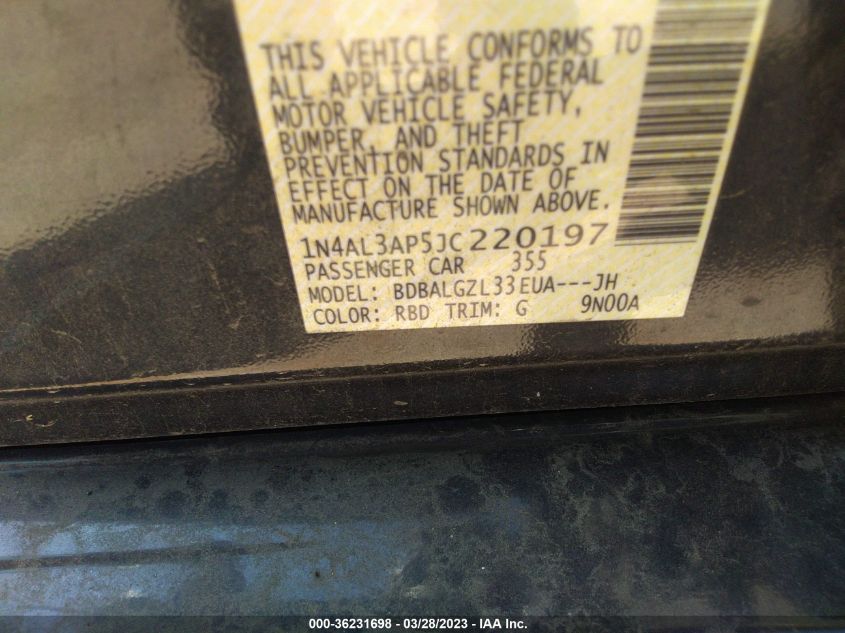 THIS VEHICLE CONFORMS TO
ALL APPLICABLE FEDERAL
MOTOR VEHICLE SAFETY,
BUMPER, AND THEFT
PREVENTION STANDARDS IN
EFFECT ON THE DATE OF
MANUFACTURE SHOWN ABOVE.
1N4AL3AP5JC220197
PASSENGER CAR 355
MODEL: BDBALGZL33EUA---JH
COLOR: RBD TRIM: G 9N00A
000-36231698 - 03/28/2023 - IAA Inc.